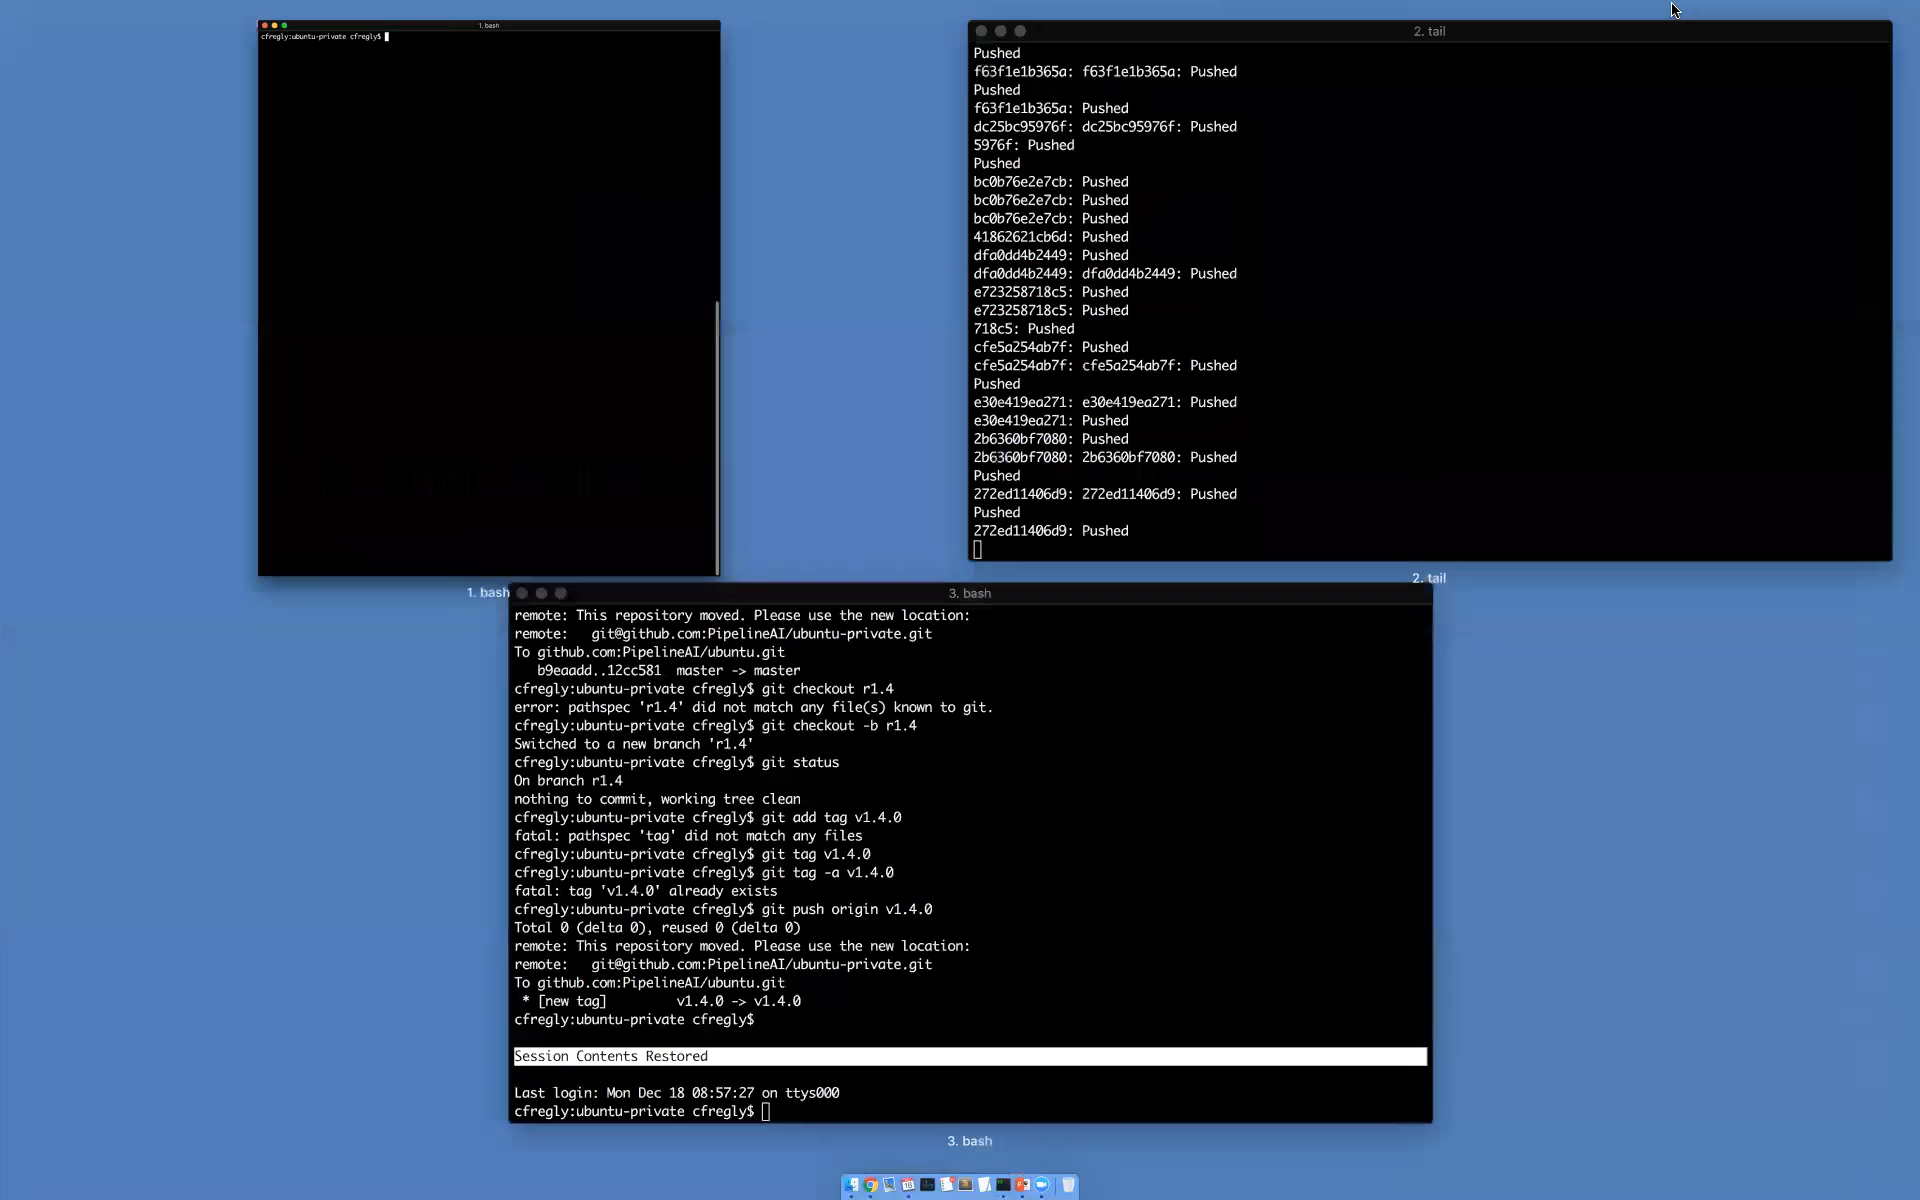 1. bash
cfregly:ubuntu-private cfregly$
1. bash
2. tail
Pushed
f63f1e1b365a: f63f1e1b365a: Pushed
Pushed
f63f1e1b365a: Pushed
dc25bc95976f: dc25bc95976f: Pushed
5976f: Pushed
Pushed
bc0b76e2e7cb: Pushed
bc0b76e2e7cb: Pushed
bc0b76e2e7cb: Pushed
41862621cb6d: Pushed
dfa0dd4b2449: Pushed
dfa0dd4b2449: dfa0dd4b2449: Pushed
e723258718c5: Pushed
e723258718c5: Pushed
718c5: Pushed
cfe5a254ab7f: Pushed
cfe5a254ab7f: cfe5a254ab7f: Pushed
Pushed
e30e419ea271: e30e419ea271: Pushed
e30e419ea271: Pushed
2b6360bf7080: Pushed
2b6360bf7080: 2b6360bf7080: Pushed
Pushed
272ed11406d9: 272ed11406d9: Pushed
Pushed
272ed11406d9: Pushed
2. tail
3. bash
remote: This repository moved. Please use the new location:
remote:   git@github.com:PipelineAI/ubuntu-private.git
To github.com:PipelineAI/ubuntu.git
   b9eaadd..12cc581  master -> master
cfregly:ubuntu-private cfregly$ git checkout r1.4
error: pathspec 'r1.4' did not match any file(s) known to git.
cfregly:ubuntu-private cfregly$ git checkout -b r1.4
Switched to a new branch 'r1.4'
cfregly:ubuntu-private cfregly$ git status
On branch r1.4
nothing to commit, working tree clean
cfregly:ubuntu-private cfregly$ git add tag v1.4.0
fatal: pathspec 'tag' did not match any files
cfregly:ubuntu-private cfregly$ git tag v1.4.0
cfregly:ubuntu-private cfregly$ git tag -a v1.4.0
fatal: tag 'v1.4.0' already exists
cfregly:ubuntu-private cfregly$ git push origin v1.4.0
Total 0 (delta 0), reused 0 (delta 0)
remote: This repository moved. Please use the new location:
remote:   git@github.com:PipelineAI/ubuntu-private.git
To github.com:PipelineAI/ubuntu.git
 * [new tag]         v1.4.0 -> v1.4.0
cfregly:ubuntu-private cfregly$
Session Contents Restored
Last login: Mon Dec 18 08:57:27 on ttys000
cfregly:ubuntu-private cfregly$
3. bash